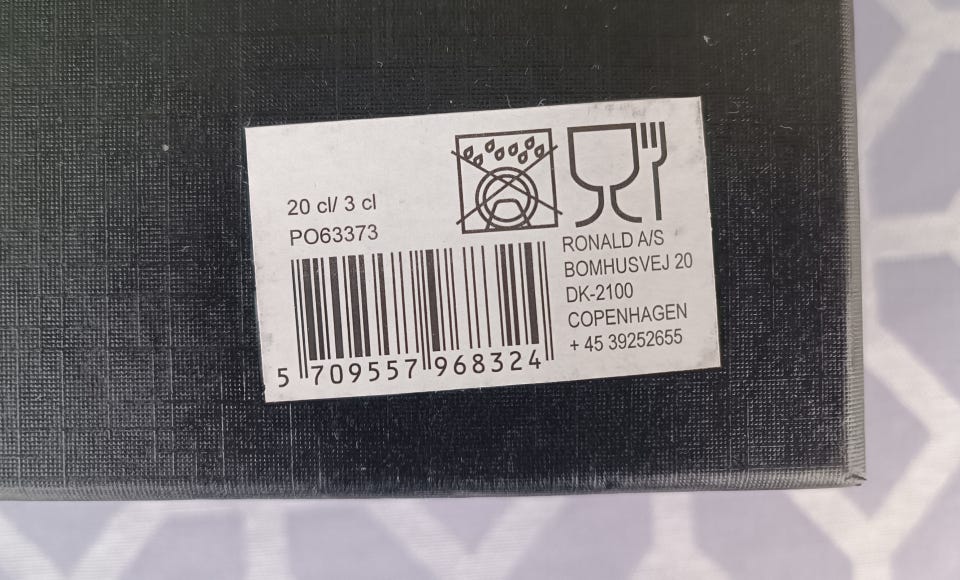 20 cl/ 3 cl
PO63373
5 709557 968324
RONALD A/S
BOMHUSVEJ 20
DK-2100
COPENHAGEN
+ 45 39252655